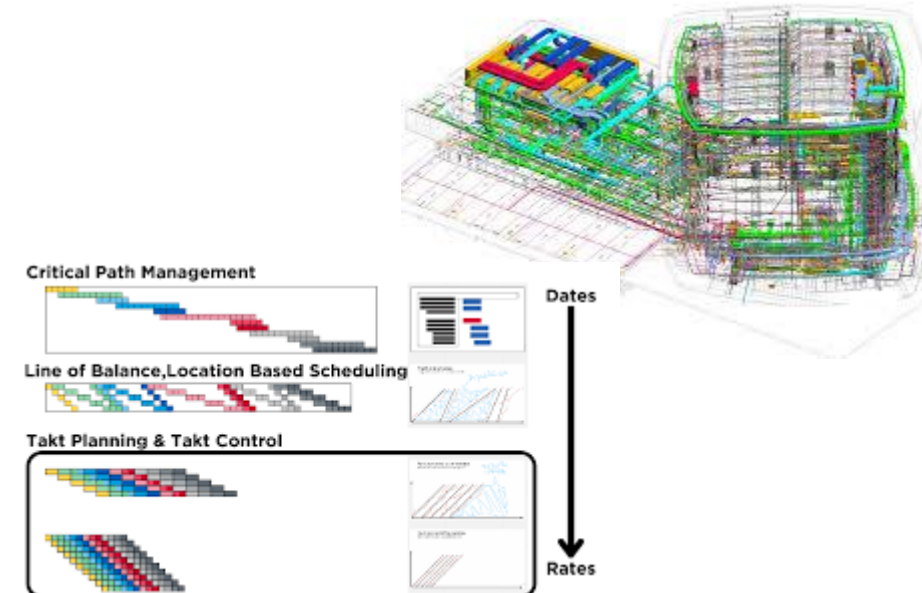 Critical Path Management
Dates
Line of Balance,Location Based Scheduling
Takt Planning & Takt Control
Rates